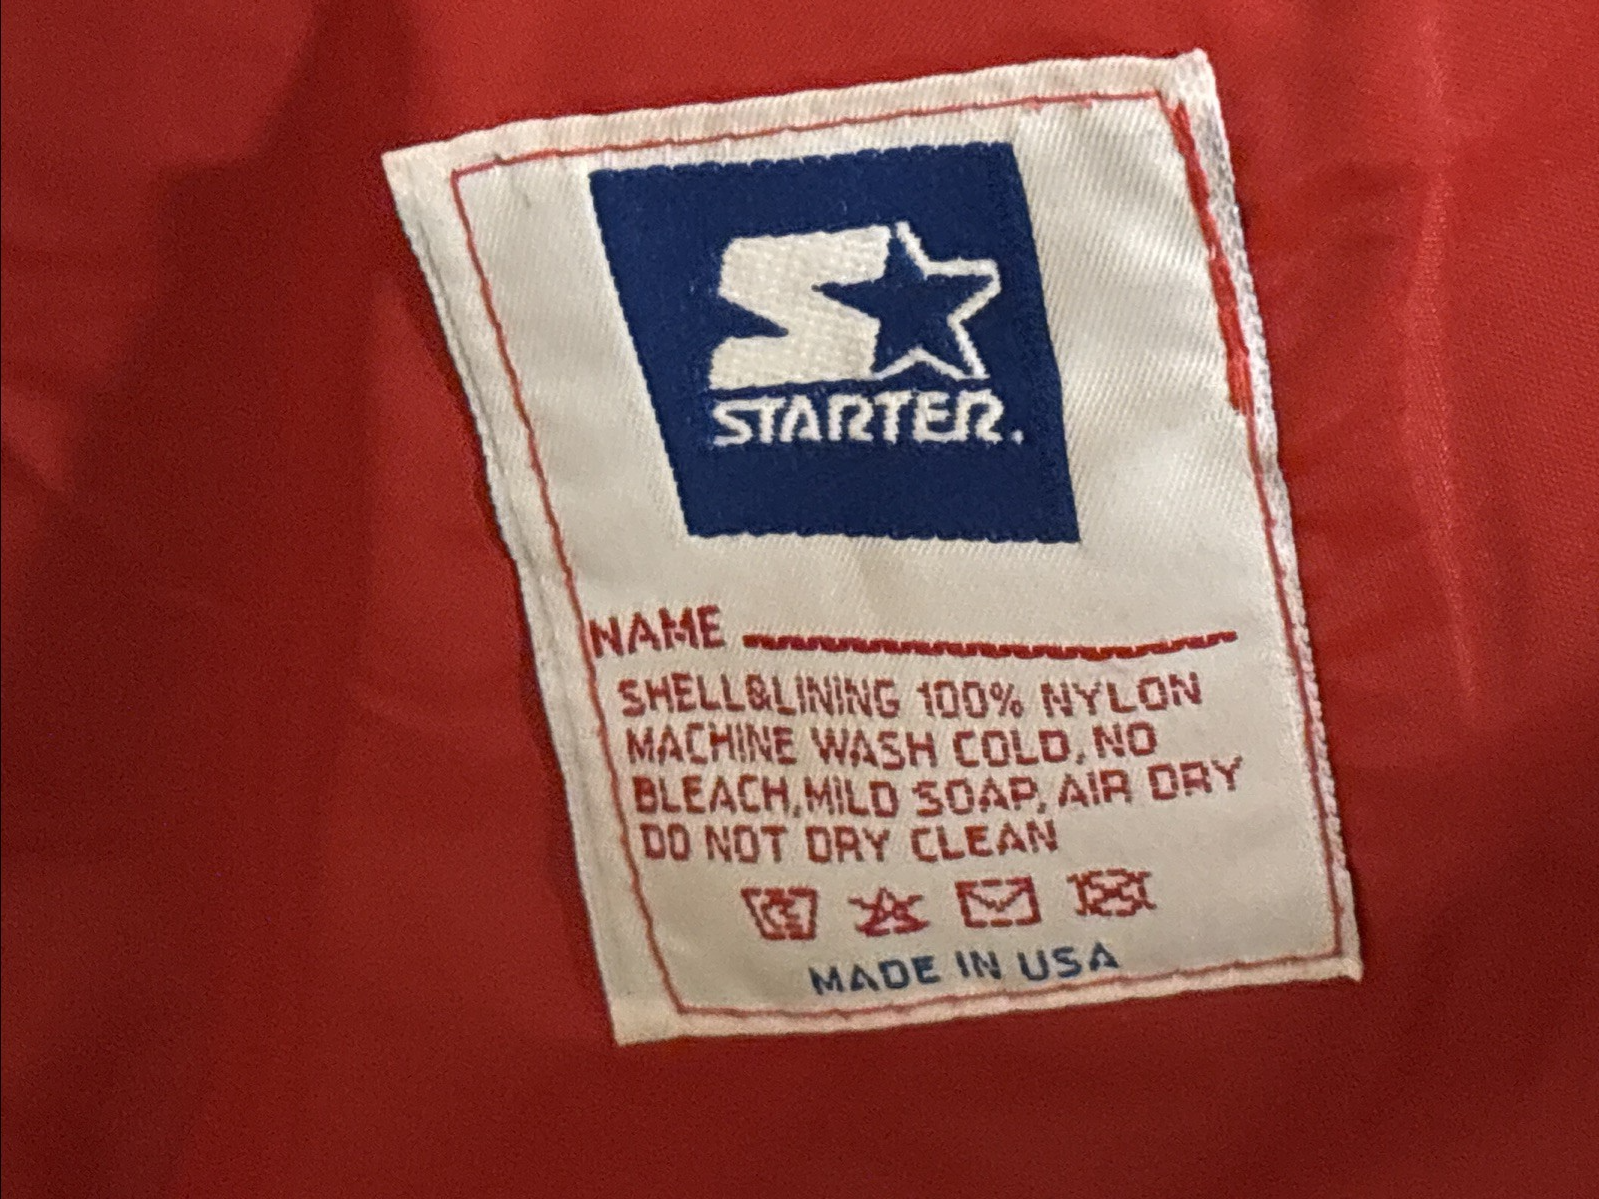 STARTER.
NAME
SHELL&LINING 100% NYLON
MACHINE WASH COLD, NO
BLEACH, MILD SOAP, AIR DRY
DO NOT DRY CLEAN
MADE IN USA